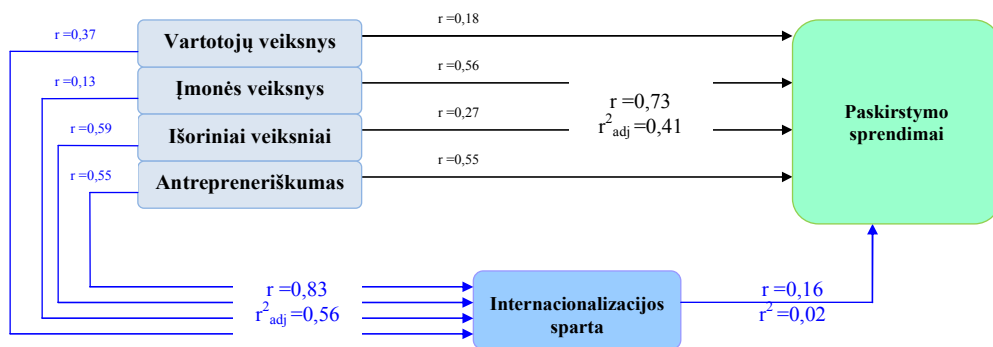 r =0,37
Vartotojų veiksnys
r =0,18
r =0,13
Įmonės veiksnys
r =0,56
r =0,59
Išoriniai veiksniai
r =0,27
r =0,55
Antrepreneriškumas
r =0,55
r =0,73
r²adj =0,41
Paskirstymo
sprendimai
r =0,83
r²adj =0,56
Internacionalizacijos
sparta
r =0,16
r² =0,02